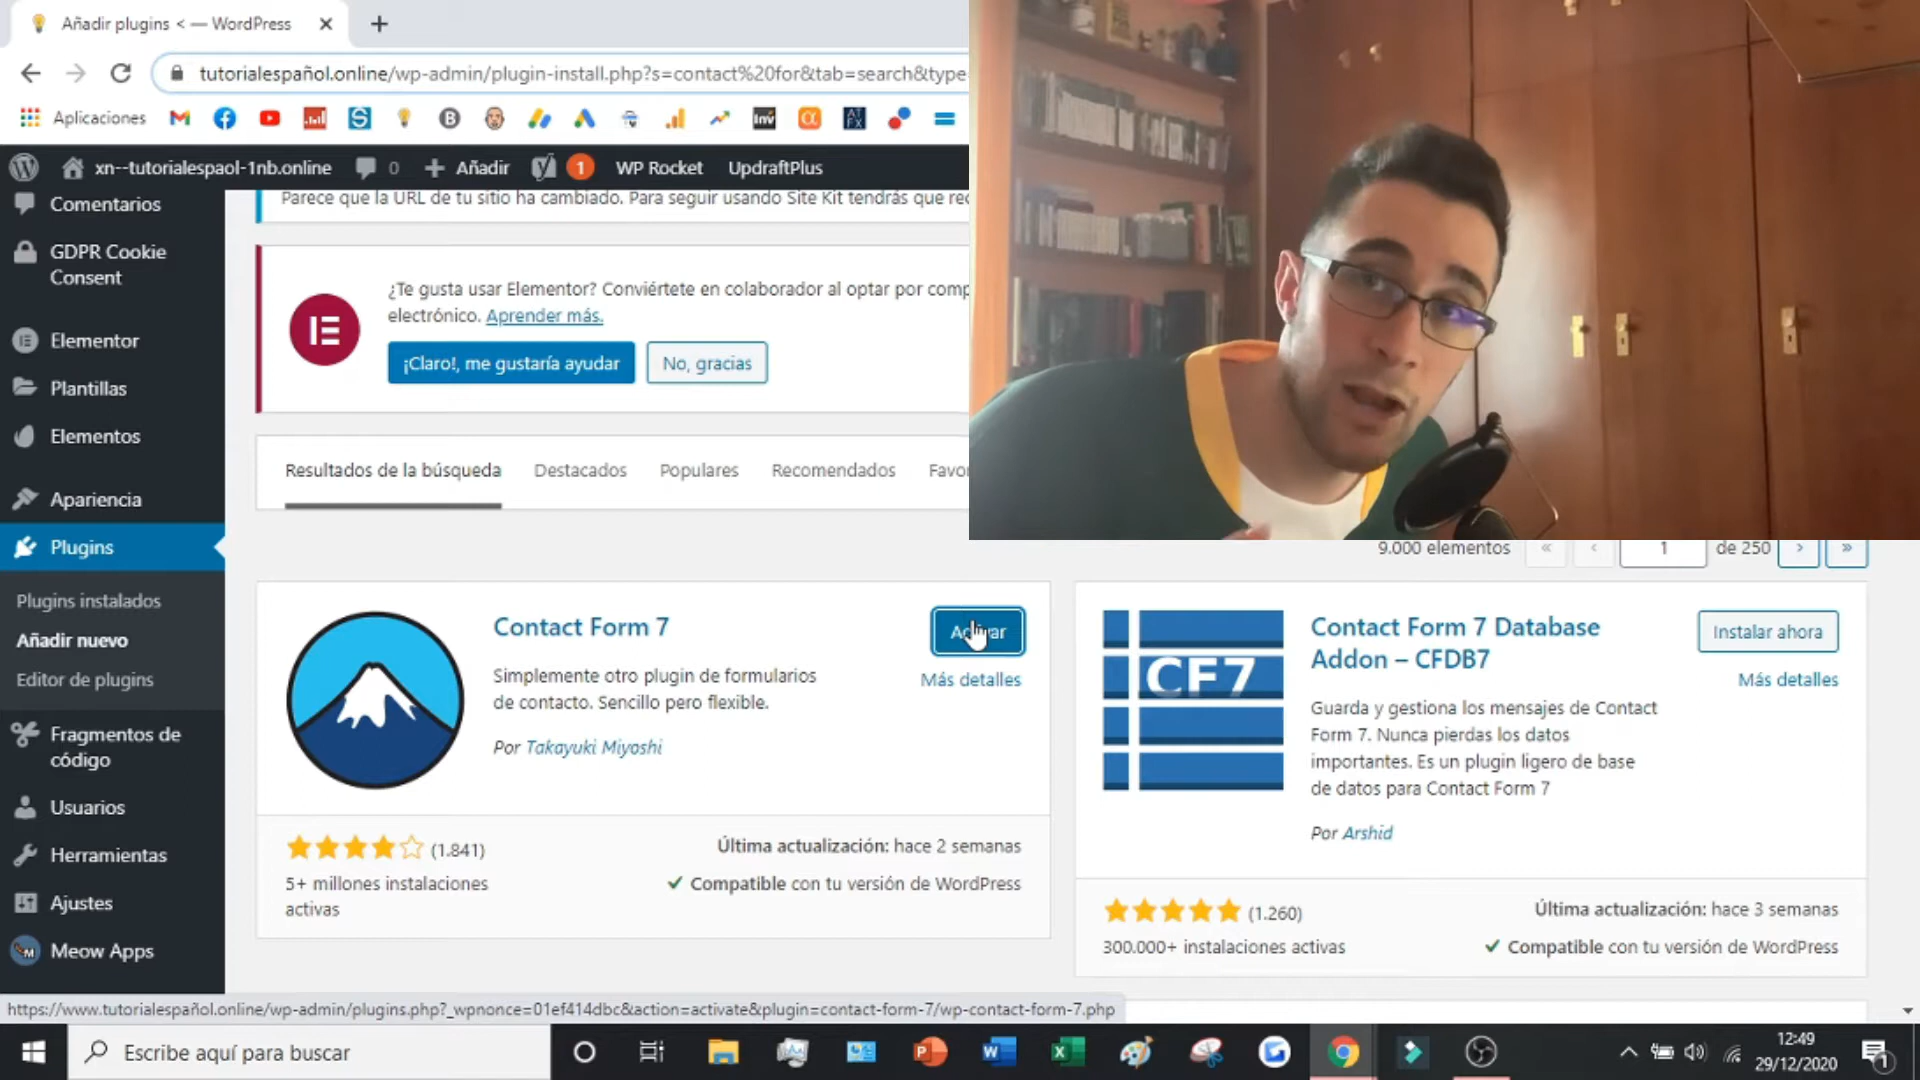 Añadir plugins < — WordPress
tutorialespañol.online/wp-admin/plugin-install.php?s=contact%20for&tab=search&type=
Aplicaciones
xn--tutorialespaol-1nb.online
0
Añadir
1
WP Rocket
UpdraftPlus
Comentarios
GDPR Cookie
Consent
Elementor
Plantillas
Elementos
Apariencia
Plugins
Plugins instalados
Añadir nuevo
Editor de plugins
Fragmentos de
código
Usuarios
Herramientas
Ajustes
Meow Apps
Parece que la URL de tu sitio ha cambiado. Para seguir usando Site Kit tendrás que
¿Te gusta usar Elementor? Conviértete en colaborador al optar por
electrónico. Aprender más.
¡Claro!, me gustaría ayudar
No, gracias
Resultados de la búsqueda
Destacados
Populares
Recomendados
Favo
9.000 elementos
«
‹
1
de 250
›
»
Contact Form 7
Más detalles
Simplemente otro plugin de formularios
de contacto. Sencillo pero flexible.
Por Takayuki Miyoshi
(1.841)
5+ millones instalaciones
activas
Última actualización: hace 2 semanas
Compatible con tu versión de WordPress
CF7
Contact Form 7 Database
Addon – CFDB7
Instalar ahora
Más detalles
Guarda y gestiona los mensajes de Contact
Form 7. Nunca pierdas los datos
importantes. Es un plugin ligero de base
de datos para Contact Form 7
Por Arshid
(1.260)
300.000+ instalaciones activas
Última actualización: hace 3 semanas
Compatible con tu versión de WordPress
https://www.tutorialespañol.online/wp-admin/plugins.php?_wpnonce=01ef414dbc&action=activate&plugin=contact-form-7/wp-contact-form-7.php
Escribe aquí para buscar
12:49
29/12/2020
1